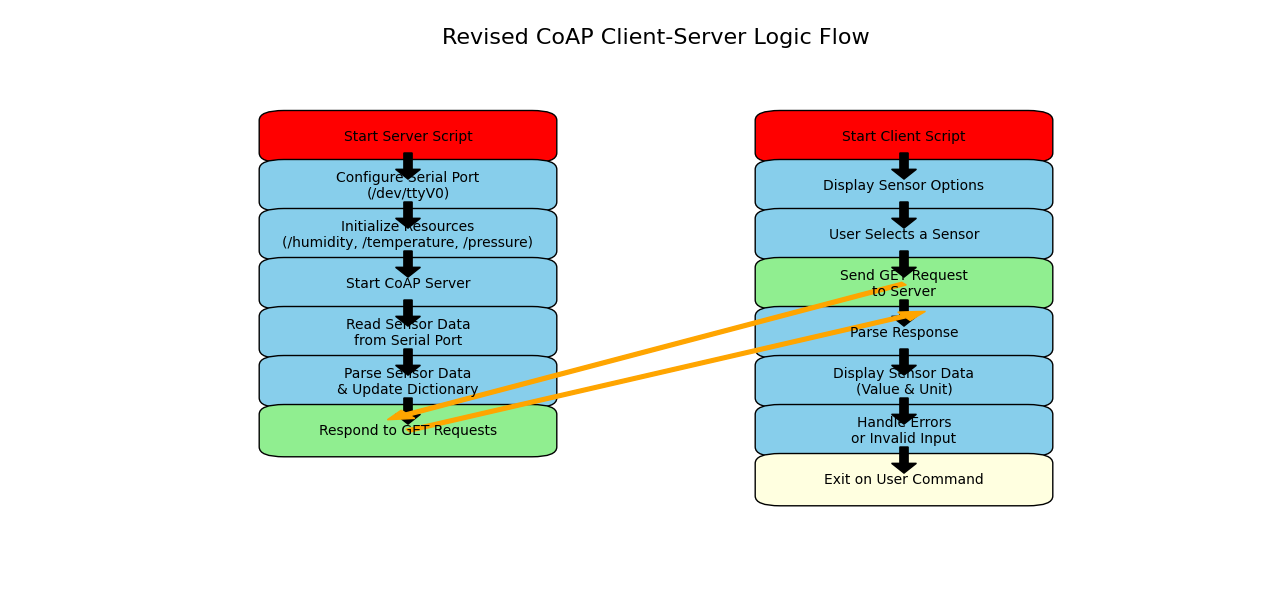 Revised CoAP Client-Server Logic Flow
Start Server Script
Configure Serial Port
(/dev/ttyV0)
Initialize Resources
(/humidity, /temperature, /pressure)
Start CoAP Server
Read Sensor Data
from Serial Port
Parse Sensor Data
& Update Dictionary
Respond to GET Requests
Start Client Script
Display Sensor Options
User Selects a Sensor
Send GET Request
to Server
Parse Response
Display Sensor Data
(Value & Unit)
Handle Errors
or Invalid Input
Exit on User Command